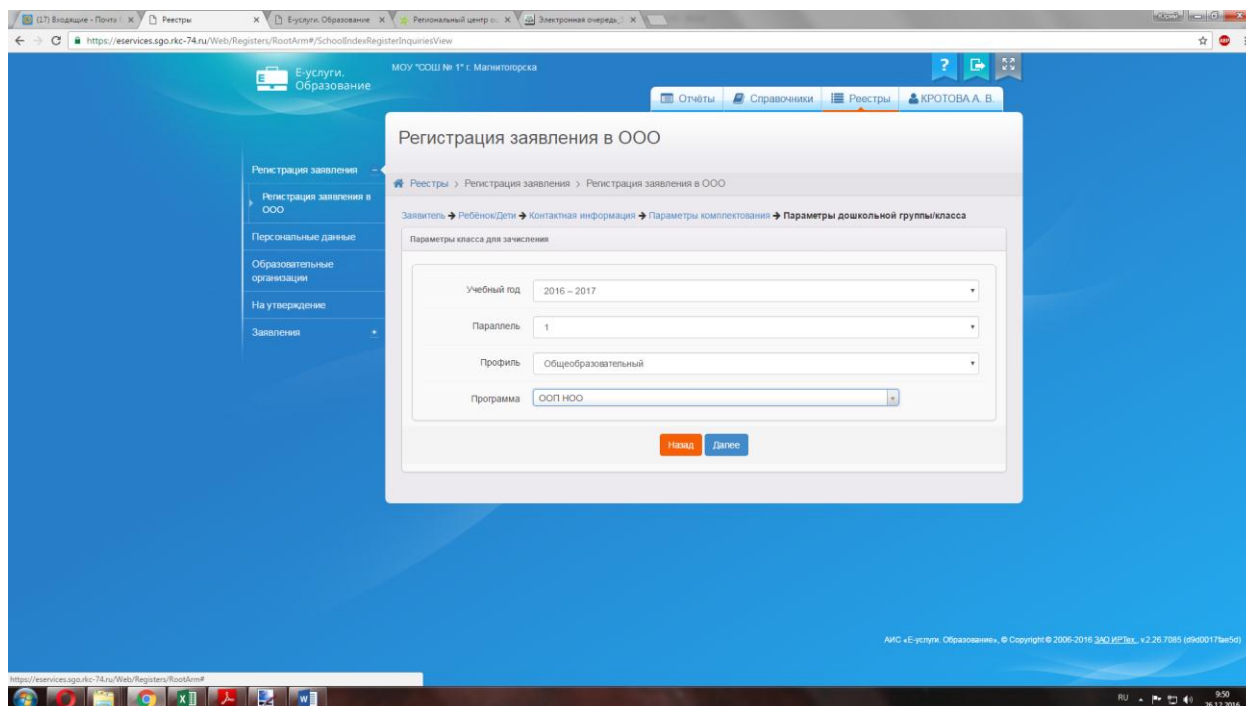 (17) Входящие – Почта
Реестры
Е-услуги. Образование
Региональный центр о
Электронная очередь
https://eservices.sgo.rkc-74.ru/Web/Registers/RootArm#/SchoolIndexRegisterInquiriesView
Е-услуги.
Образование
МОУ "СОШ № 1" г. Магнитогорска
?
Отчёты
Справочники
Реестры
КРОТОВА А. В.
Регистрация заявления в ООО
Регистрация заявления
Регистрация заявления в
ООО
Персональные данные
Образовательные
организации
На утверждение
Заявления
Реестры > Регистрация заявления > Регистрация заявления в ООО
Заявитель ➔ Ребёнок/Дети ➔ Контактная информация ➔ Параметры комплектования ➔ Параметры дошкольной группы/класса
Параметры класса для зачисления
Учебный год 2016 – 2017
Параллель 1
Профиль Общеобразовательный
Программа ООП НОО
Назад Далее
АИС «Е-услуги. Образование», © Copyright © 2006-2016 ЗАО ИРТех, v.2.26.7085 (d9d0017fae5d)
https://eservices.sgo.rkc-74.ru/Web/Registers/RootArm#
RU
9:50
26.12.2016